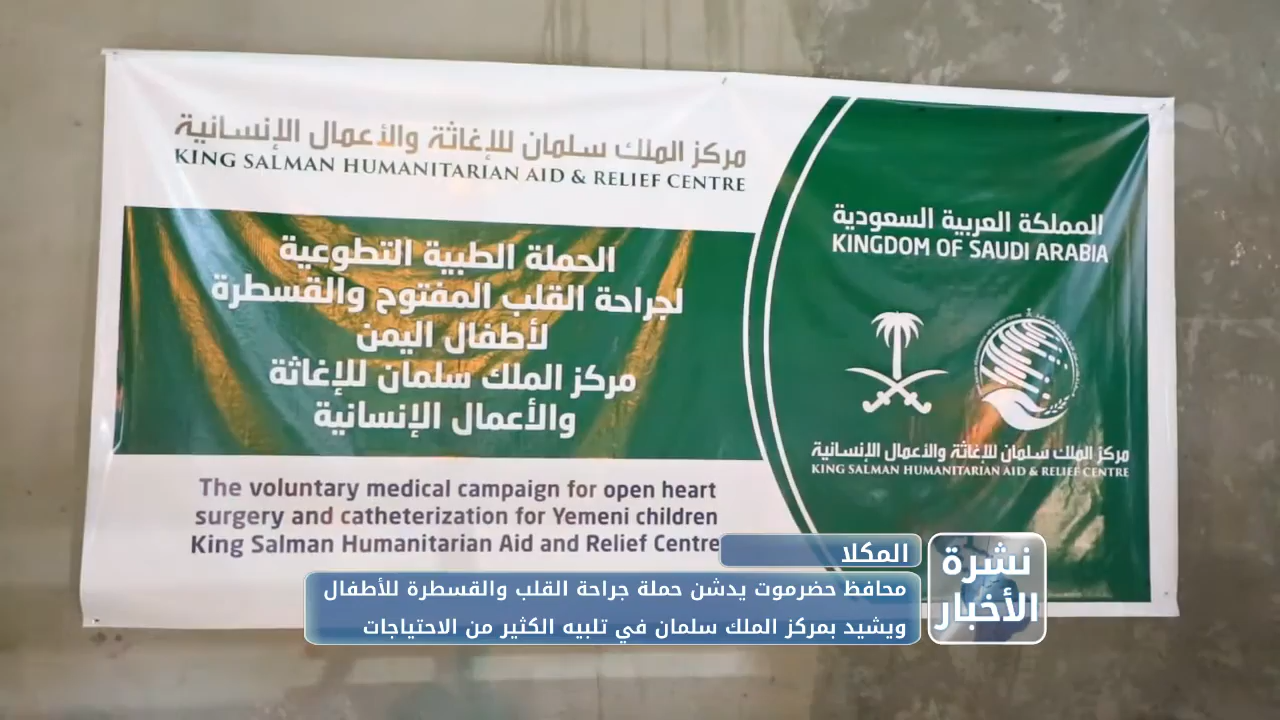 مركز الملك سلمان للإغاثة والأعمال الإنسانية
KING SALMAN HUMANITARIAN AID & RELIEF CENTRE
الحملة الطبية التطوعية
لجراحة القلب المفتوح والقسطرة
لأطفال اليمن
مركز الملك سلمان للإغاثة
والأعمال الإنسانية
The voluntary medical campaign for open heart
surgery and catheterization for Yemeni children
King Salman Humanitarian Aid and Relief Centre
المملكة العربية السعودية
KINGDOM OF SAUDI ARABIA
مركز الملك سلمان للإغاثة والأعمال الإنسانية
KING SALMAN HUMANITARIAN AID & RELIEF CENTRE
نشرة
الأخبار
المكلا
محافظ حضرموت يدشن حملة جراحة القلب والقسطرة للأطفال
ويشيد بمركز الملك سلمان في تلبيه الكثير من الاحتياجات